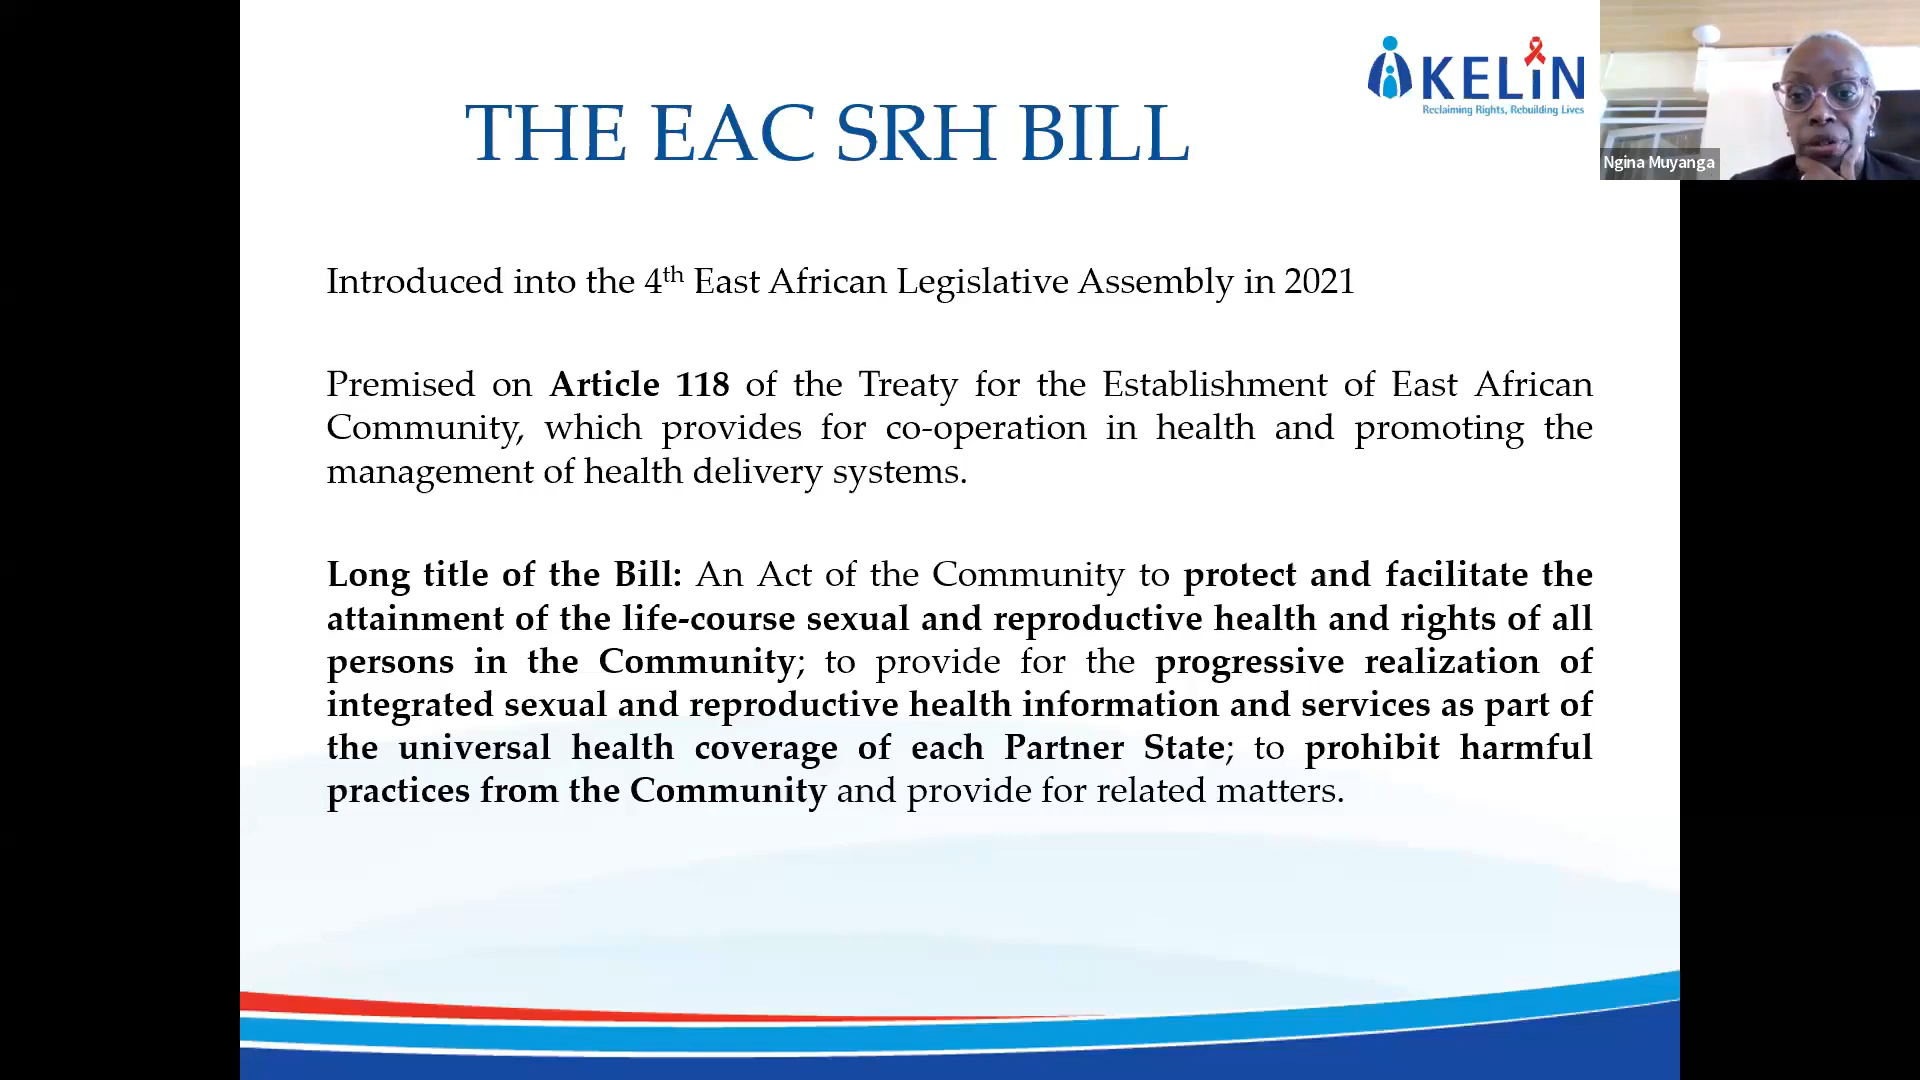 KELIN
Reclaiming Rights, Rebuilding Lives
Ngina Muyanga
THE EAC SRH BILL
Introduced into the 4th East African Legislative Assembly in 2021
Premised on Article 118 of the Treaty for the Establishment of East African
Community, which provides for co-operation in health and promoting the
management of health delivery systems.
Long title of the Bill: An Act of the Community to protect and facilitate the
attainment of the life-course sexual and reproductive health and rights of all
persons in the Community; to provide for the progressive realization of
integrated sexual and reproductive health information and services as part of
the universal health coverage of each Partner State; to prohibit harmful
practices from the Community and provide for related matters.